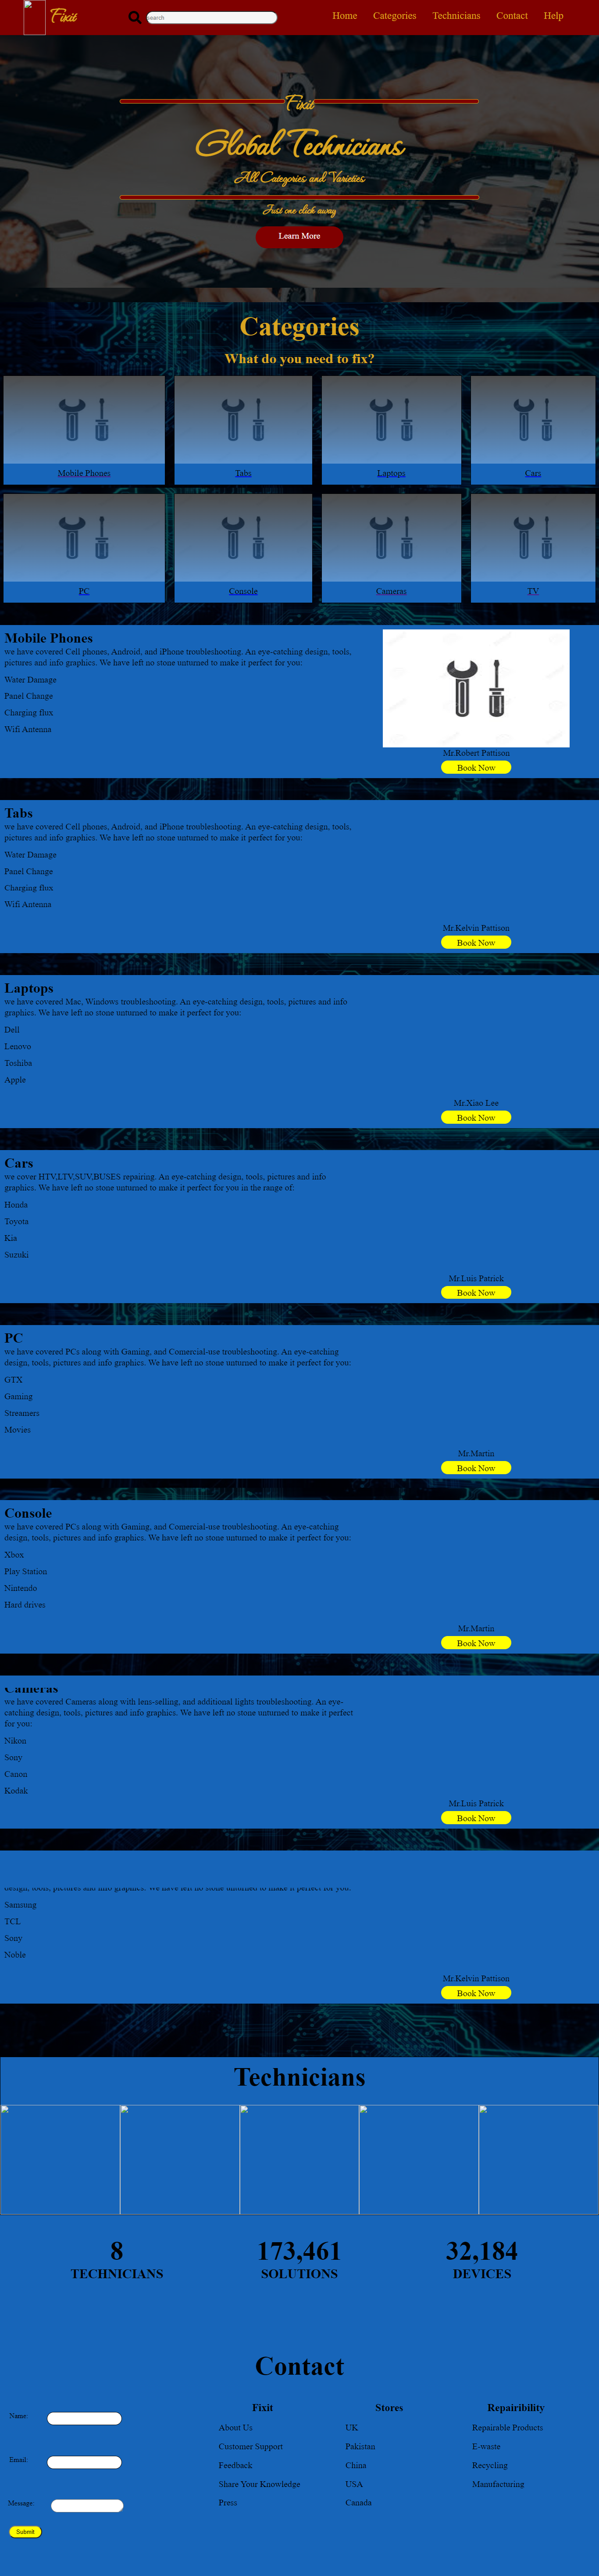 Fixit
search
Home Categories Technicians Contact Help
Fixit
Global Technicians
All Categories and Varieties
Just one click away
Learn More
Categories
What do you need to fix?
Mobile Phones
Tabs
Laptops
Cars
PC
Console
Cameras
TV
Mobile Phones
we have covered Cell phones, Android, and iPhone troubleshooting. An eye-catching design, tools,
pictures and info graphics. We have left no stone unturned to make it perfect for you:
Water Damage
Panel Change
Charging flux
Wifi Antenna
Mr.Robert Pattison
Book Now
Tabs
we have covered Cell phones, Android, and iPhone troubleshooting. An eye-catching design, tools,
pictures and info graphics. We have left no stone unturned to make it perfect for you:
Water Damage
Panel Change
Charging flux
Wifi Antenna
Mr.Kelvin Pattison
Book Now
Laptops
we have covered Mac, Windows troubleshooting. An eye-catching design, tools, pictures and info
graphics. We have left no stone unturned to make it perfect for you:
Dell
Lenovo
Toshiba
Apple
Mr.Xiao Lee
Book Now
Cars
we cover HTV,LTV,SUV,BUSES repairing. An eye-catching design, tools, pictures and info
graphics. We have left no stone unturned to make it perfect for you in the range of:
Honda
Toyota
Kia
Suzuki
Mr.Luis Patrick
Book Now
PC
we have covered PCs along with Gaming, and Comercial-use troubleshooting. An eye-catching
design, tools, pictures and info graphics. We have left no stone unturned to make it perfect for you:
GTX
Gaming
Streamers
Movies
Mr.Martin
Book Now
Console
we have covered PCs along with Gaming, and Comercial-use troubleshooting. An eye-catching
design, tools, pictures and info graphics. We have left no stone unturned to make it perfect for you:
Xbox
Play Station
Nintendo
Hard drives
Mr.Martin
Book Now
Cameras
we have covered Cameras along with lens-selling, and additional lights troubleshooting. An eye-
catching design, tools, pictures and info graphics. We have left no stone unturned to make it perfect
for you:
Nikon
Sony
Canon
Kodak
Mr.Luis Patrick
Book Now
design, tools, pictures and info graphics. We have left no stone unturned to make it perfect for you:
Samsung
TCL
Sony
Noble
Mr.Kelvin Pattison
Book Now
Technicians
8
TECHNICIANS
173,461
SOLUTIONS
32,184
DEVICES
Contact
Name:
Email:
Message:
Submit
Fixit
About Us
Customer Support
Feedback
Share Your Knowledge
Press
Stores
UK
Pakistan
China
USA
Canada
Repairibility
Repairable Products
E-waste
Recycling
Manufacturing